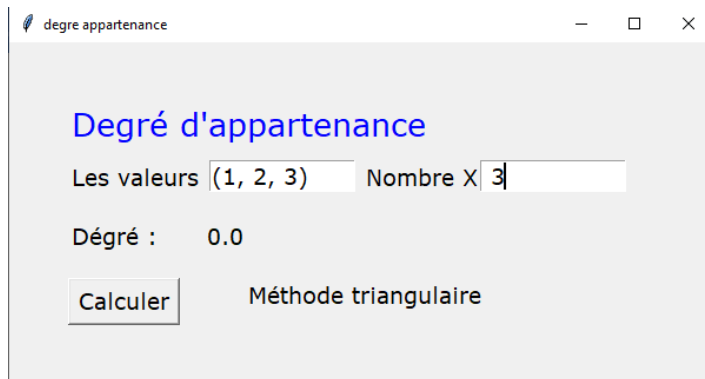 degre appartenance
Degré d'appartenance
Les valeurs (1, 2, 3) Nombre X 3
Dégré : 0.0
Calculer Méthode triangulaire